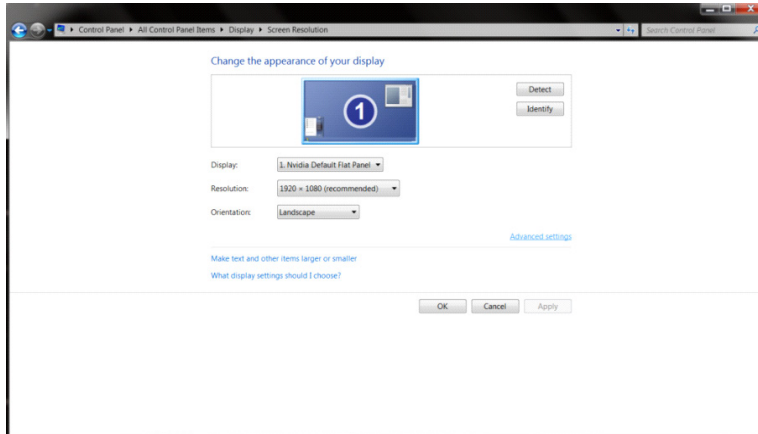 Control Panel ▸ All Control Panel Items ▸ Display ▸ Screen Resolution
Search Control Panel
Change the appearance of your display
1
Detect
Identify
Display: 1. Nvidia Default Flat Panel
Resolution: 1920 × 1080 (recommended)
Orientation: Landscape
Advanced settings
Make text and other items larger or smaller
What display settings should I choose?
OK Cancel Apply